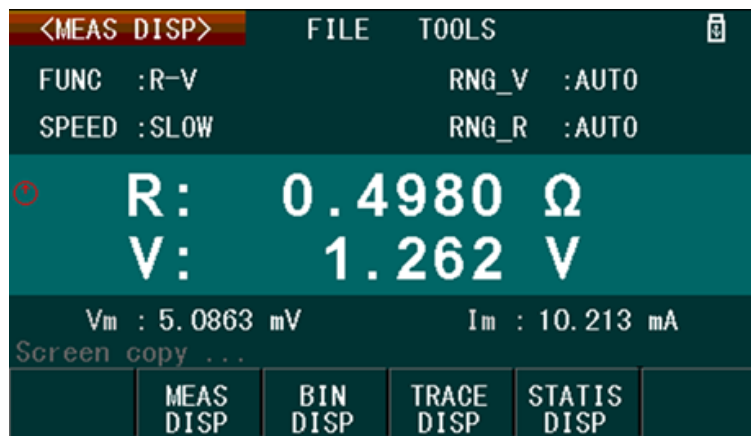 <MEAS DISP> FILE TOOLS
FUNC :R-V RNG_V :AUTO
SPEED :SLOW RNG_R :AUTO
R: 0.4980 Ω
V: 1.262 V
Vm : 5.0863 mV Im : 10.213 mA
Screen copy ...
MEAS DISP
BIN DISP
TRACE DISP
STATIS DISP